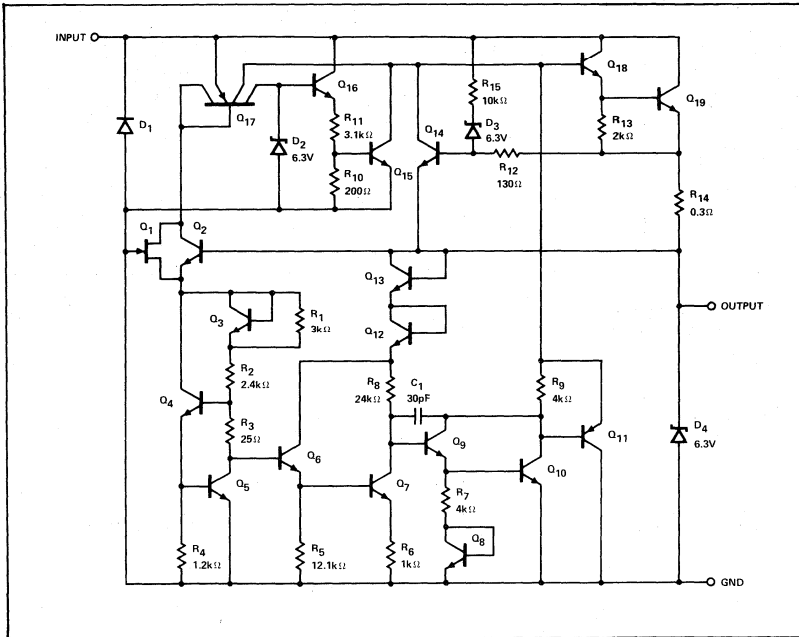 INPUT
Q18
Q16
R15
10kΩ
Q19
Q17
R11
3.1kΩ
Q14
R13
2kΩ
D1
D2
6.3V
D3
6.3V
R10
200Ω
Q15
R12
130Ω
R14
0.3Ω
Q1
Q2
Q13
OUTPUT
Q3
R1
3kΩ
Q12
R2
2.4kΩ
R8
24kΩ
C1
30pF
R9
4kΩ
Q4
D4
6.3V
R3
25Ω
Q6
Q9
Q11
Q5
Q7
Q10
R7
4kΩ
R4
1.2kΩ
R5
12.1kΩ
R6
1kΩ
Q8
GND